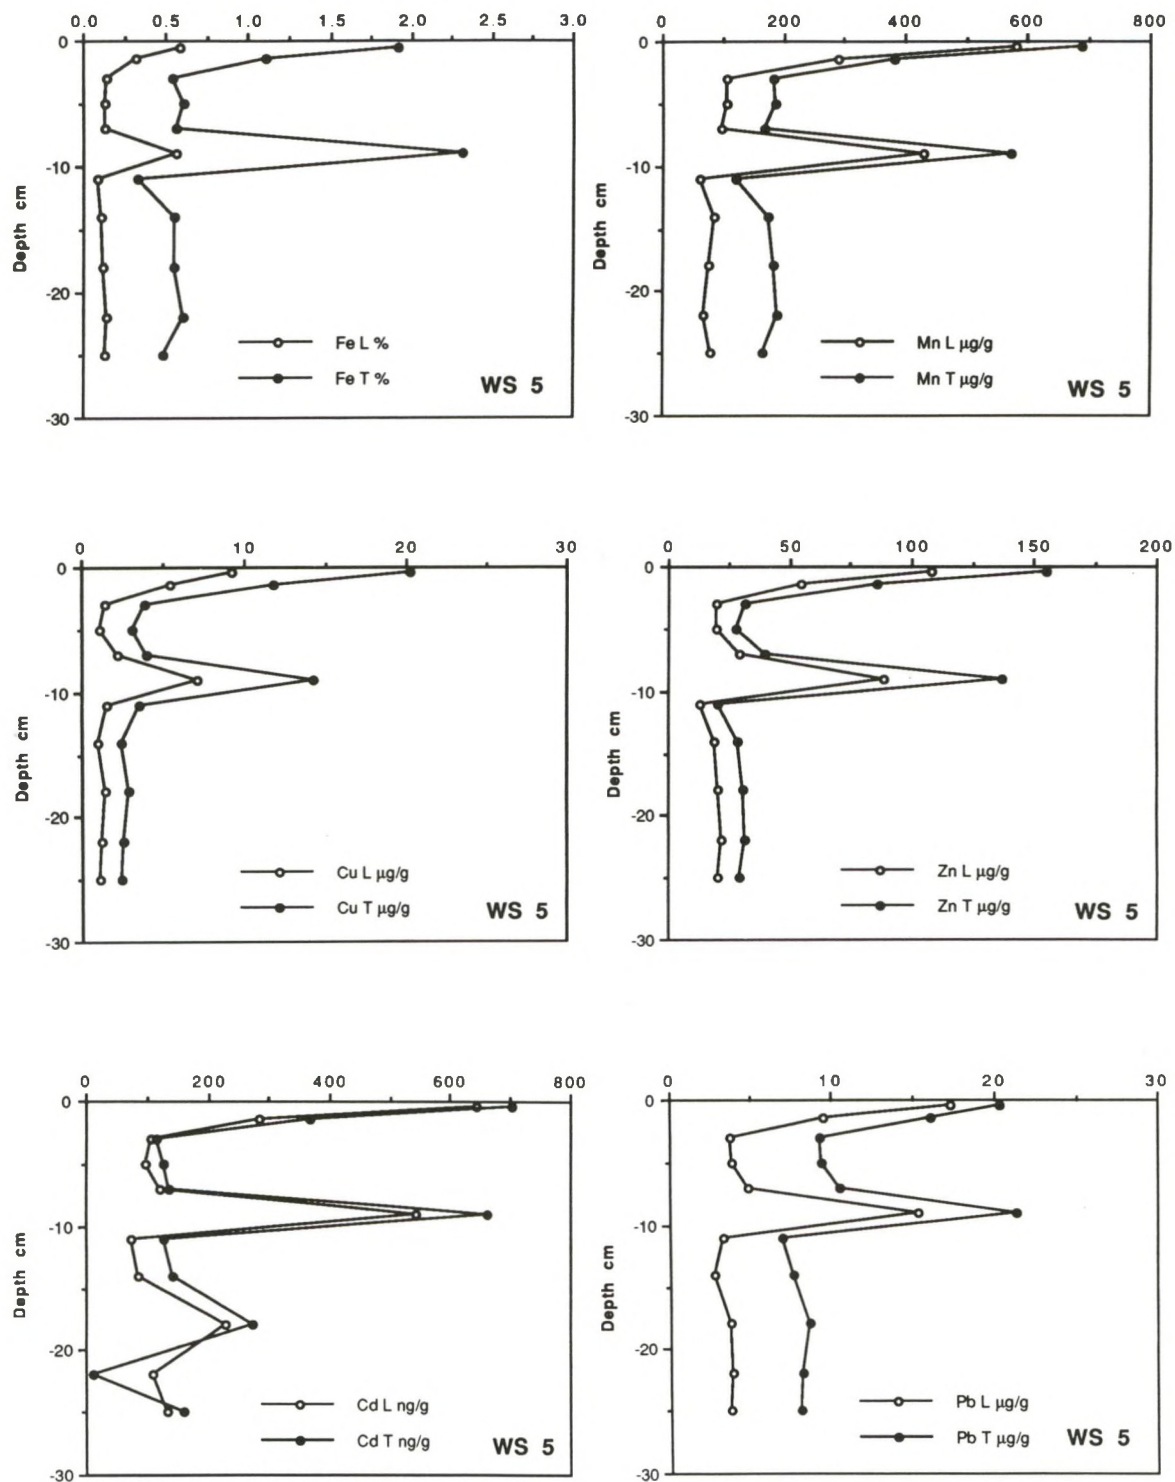 0.0 0.5 1.0 1.5 2.0 2.5 3.0
0
-10
-20
-30
Depth cm
Fe L %
Fe T %
WS 5
0 200 400 600 800
0
-10
-20
-30
Depth cm
Mn L µg/g
Mn T µg/g
WS 5
0 10 20 30
0
-10
-20
-30
Depth cm
Cu L µg/g
Cu T µg/g
WS 5
0 50 100 150 200
0
-10
-20
-30
Depth cm
Zn L µg/g
Zn T µg/g
WS 5
0 200 400 600 800
0
-10
-20
-30
Depth cm
Cd L ng/g
Cd T ng/g
WS 5
0 10 20 30
0
-10
-20
-30
Depth cm
Pb L µg/g
Pb T µg/g
WS 5